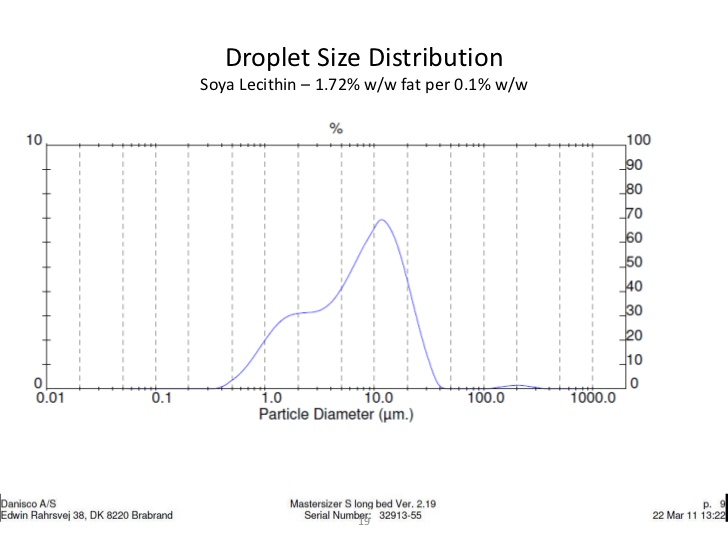 Droplet Size Distribution
Soya Lecithin – 1.72% w/w fat per 0.1% w/w
%
10
100
90
80
70
60
50
40
30
20
10
0
0
0.01
0.1
1.0
10.0
100.0
1000.0
Particle Diameter (µm.)
Danisco A/S
Mastersizer S long bed Ver. 2.19
p. 9
Edwin Rahrsvej 38, DK 8220 Brabrand
Serial Number: 32913-55
22 Mar 11 13:22
19